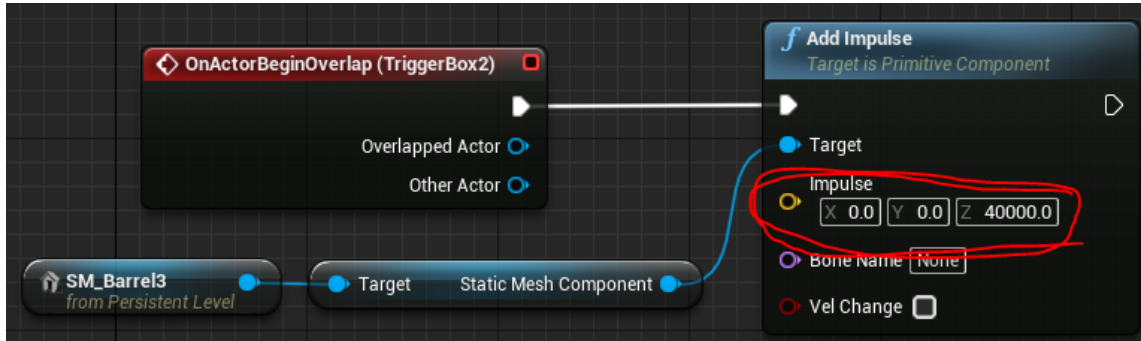 OnActorBeginOverlap (TriggerBox2)
Overlapped Actor
Other Actor
SM_Barrel3
from Persistent Level
Target Static Mesh Component
Add Impulse
Target is Primitive Component
Target
Impulse
X 0.0 Y 0.0 Z 40000.0
Bone Name None
Vel Change